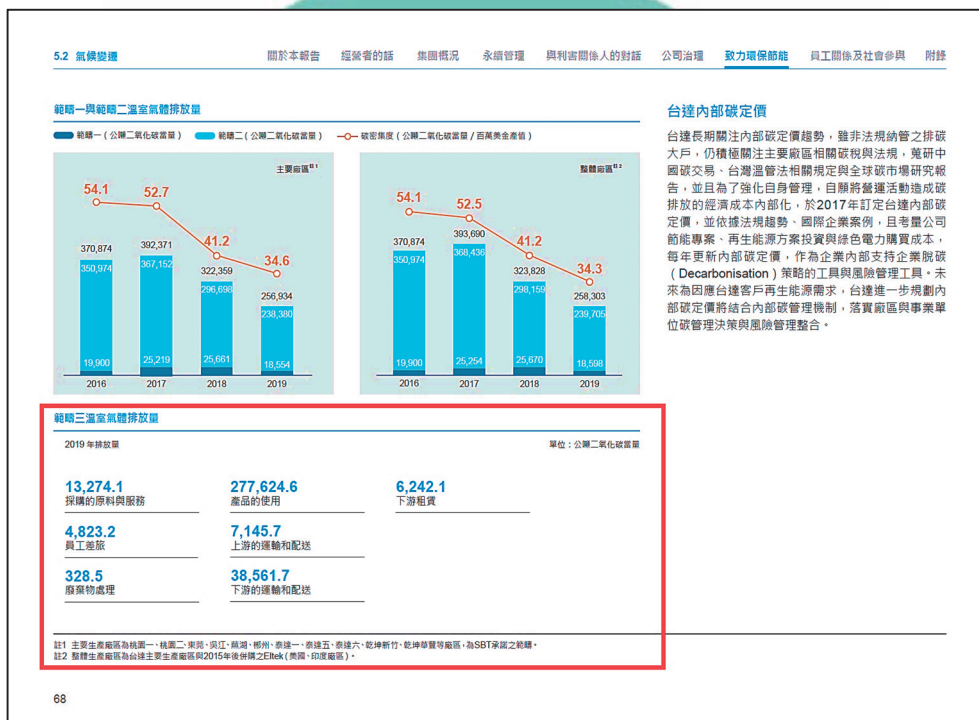 5.2 氣候變遷
關於本報告 經營者的話 集團概況 永續管理 與利害關係人的對話 公司治理 致力環保節能 員工關係及社會參與 附錄
範疇一與範疇二溫室氣體排放量
範疇一（公噸二氧化碳當量） 範疇二（公噸二氧化碳當量） 碳密集度（公噸二氧化碳當量/百萬美金產值）
主要廠區註1
54.1
52.7
41.2
34.6
370,874
392,371
322,359
256,934
350,974
367,152
296,698
238,380
19,900
25,219
25,661
18,554
2016 2017 2018 2019
整體廠區註2
54.1
52.5
41.2
34.3
370,874
393,690
323,828
258,303
350,974
368,436
298,159
239,705
19,900
25,254
25,670
18,598
2016 2017 2018 2019
台達內部碳定價
台達長期關注內部碳定價趨勢，雖非法規納管之排碳
大戶，仍積極關注主要廠區相關碳稅與法規，蒐研中
國碳交易、台灣溫管法相關規定與全球碳市場研究報
告，並且為了強化自身管理，自願將營運活動造成碳
排放的經濟成本內部化，於2017年訂定台達內部碳
定價，並依據法規趨勢、國際企業案例，且考量公司
節能專案、再生能源方案投資與綠色電力購買成本，
每年更新內部碳定價，作為企業內部支持企業脫碳
（Decarbonisation）策略的工具與風險管理工具。未
來為因應台達客戶再生能源需求，台達進一步規劃內
部碳定價將結合內部碳管理機制，落實廠區與事業單
位碳管理決策與風險管理整合。
範疇三溫室氣體排放量
2019 年排放量
單位：公噸二氧化碳當量
13,274.1
採購的原料與服務
277,624.6
產品的使用
6,242.1
下游租賃
4,823.2
員工差旅
7,145.7
上游的運輸和配送
328.5
廢棄物處理
38,561.7
下游的運輸和配送
註1 主要生產廠區為桃園一、桃園二、東莞、吳江、蕪湖、郴州、泰達一、泰達五、泰達六、乾坤新竹、乾坤華豐等廠區，為SBT承諾之範疇。
註2 整體生產廠區為台達主要生產廠區與2015年後併購之Eltek（美國、印度廠區）。
68